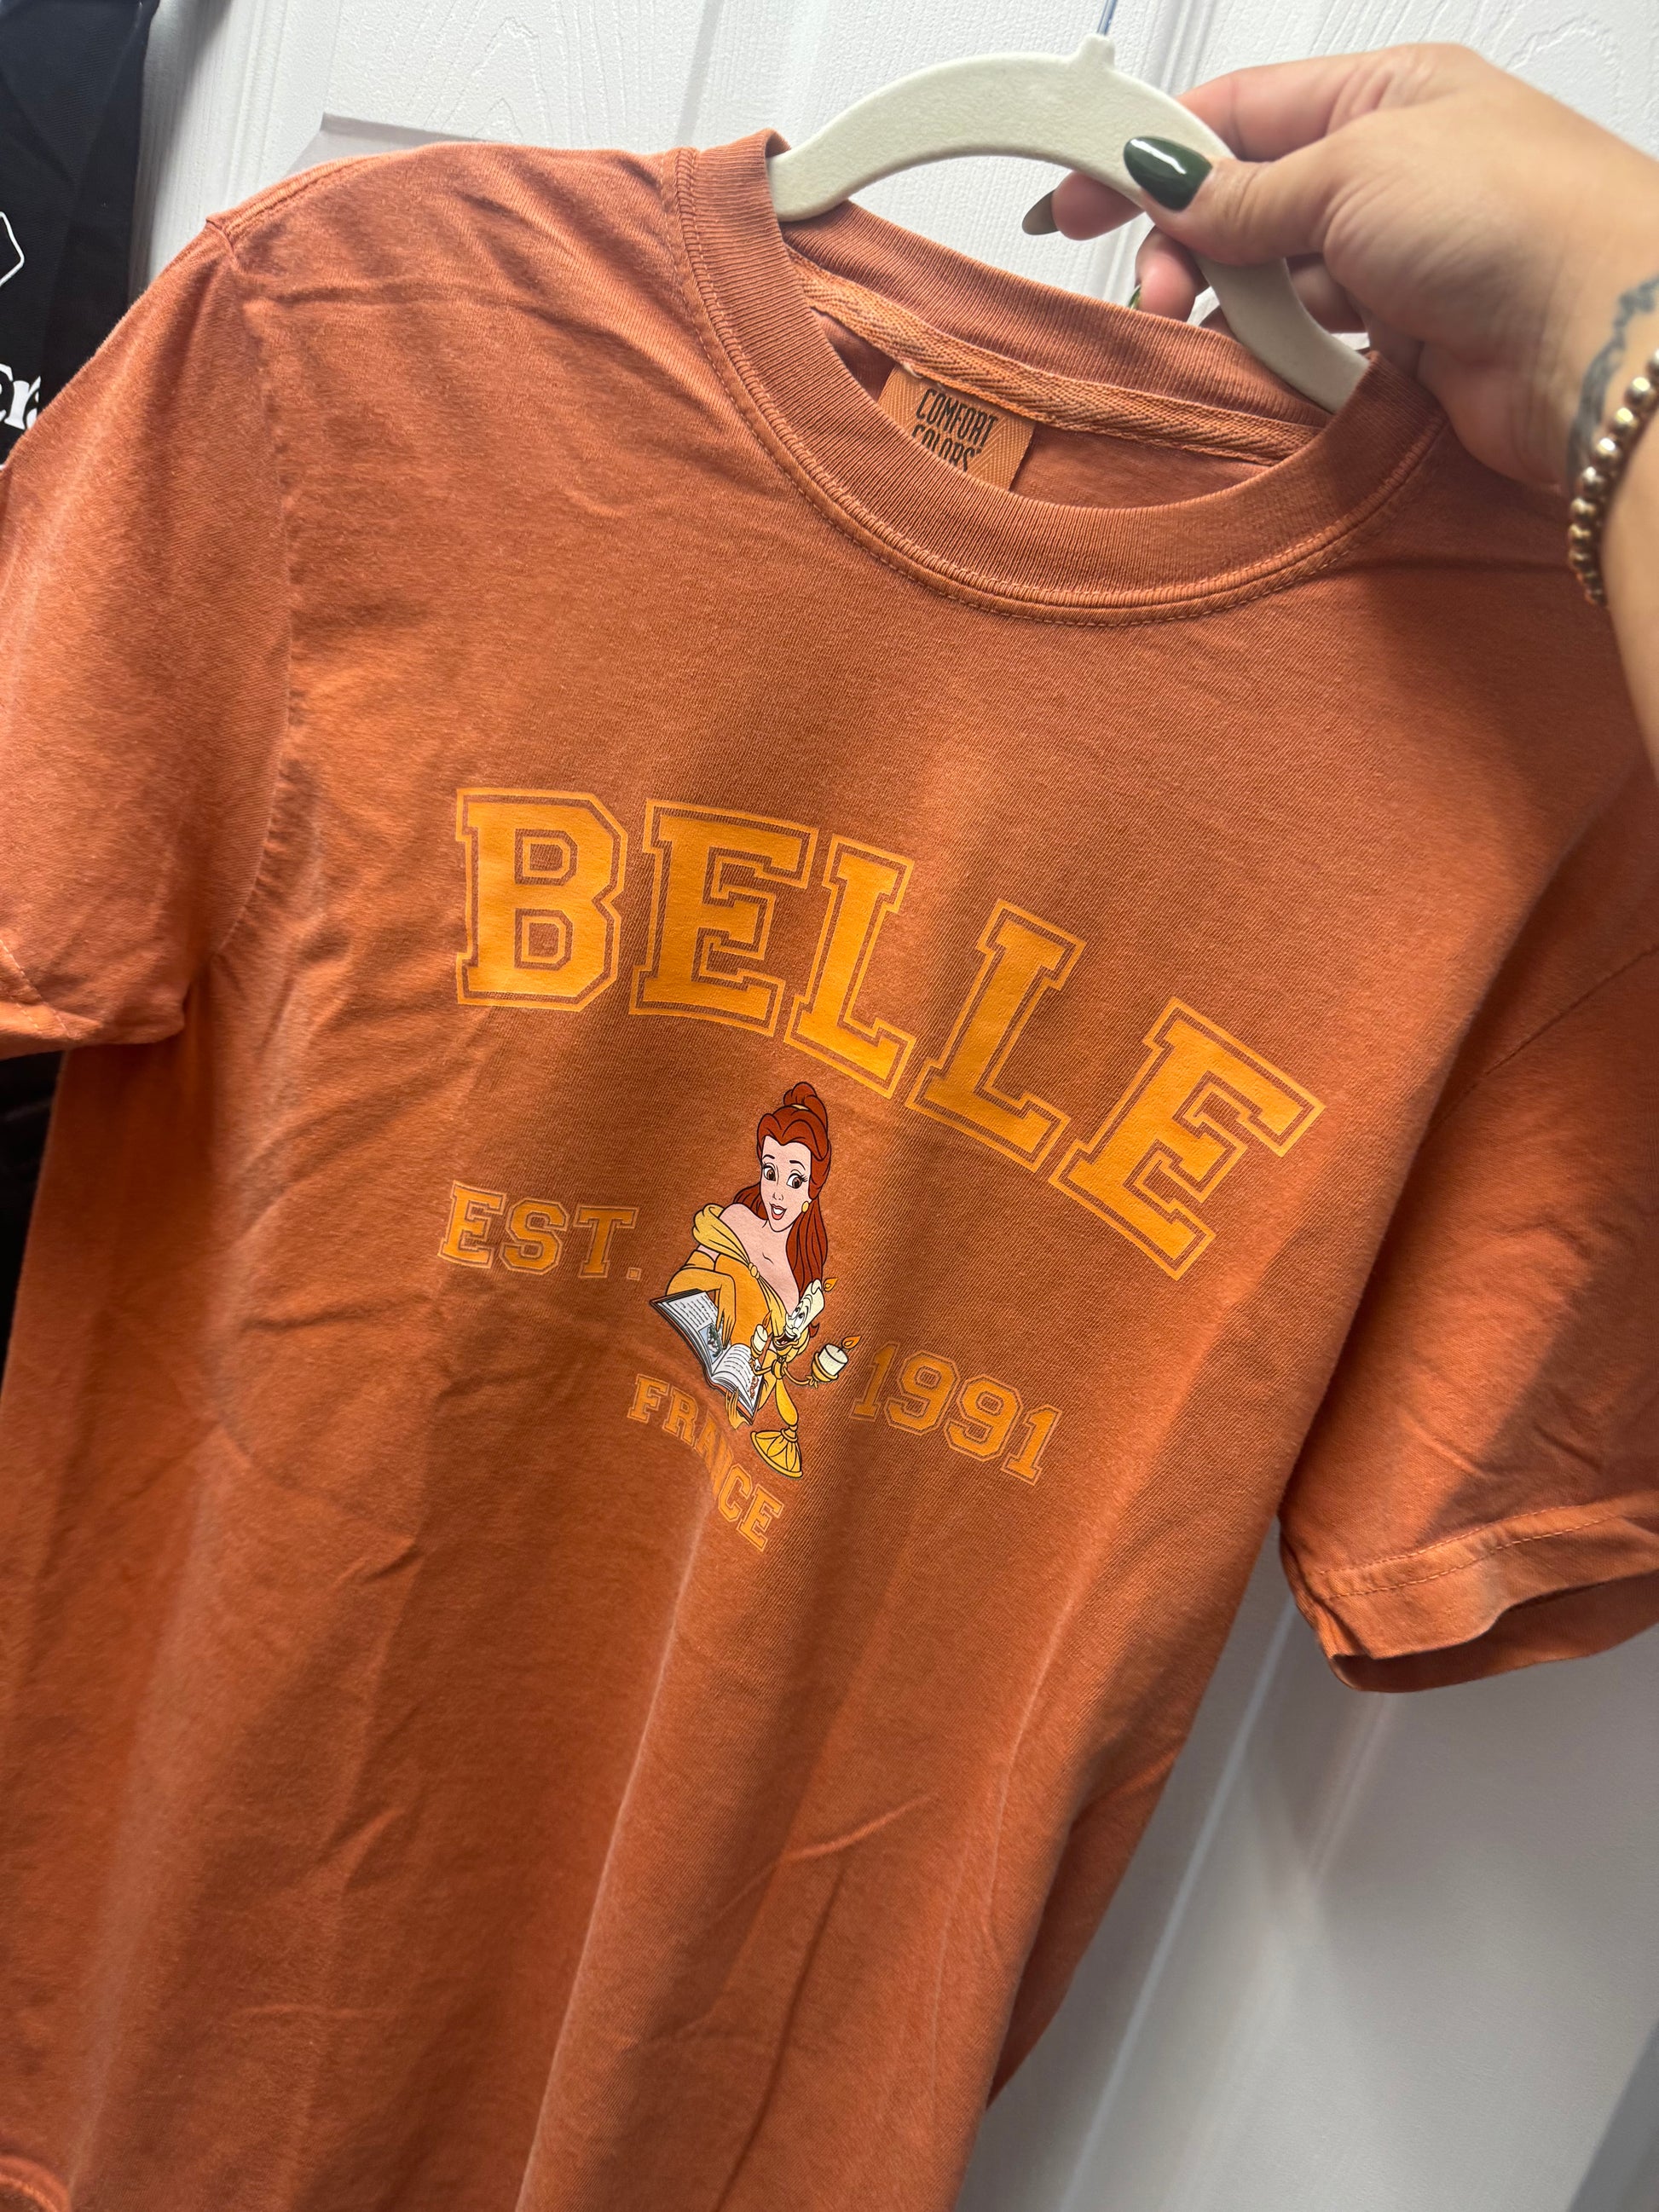 COMFORT
COLORS
BELLE
EST.
1991
FRANCE